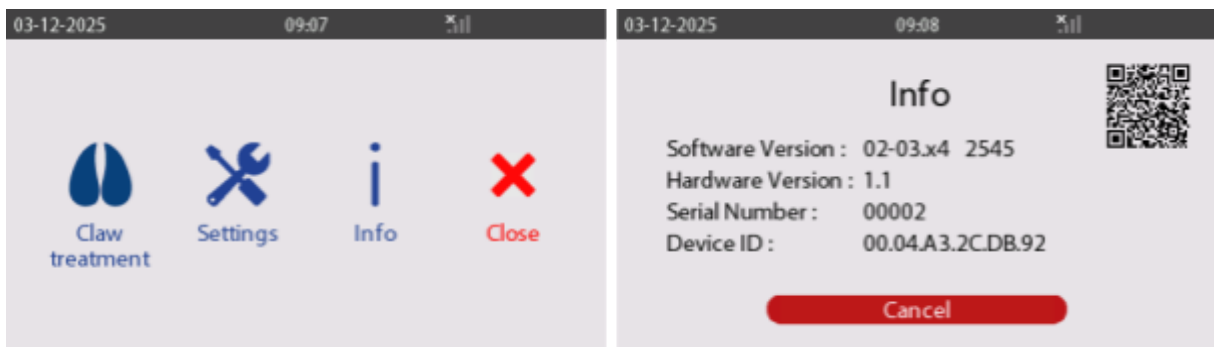 03-12-2025 09:07
Claw
treatment
Settings
Info
Close
03-12-2025 09:08
Info
Software Version : 02-03.x4 2545
Hardware Version : 1.1
Serial Number : 00002
Device ID : 00.04.A3.2C.DB.92
Cancel